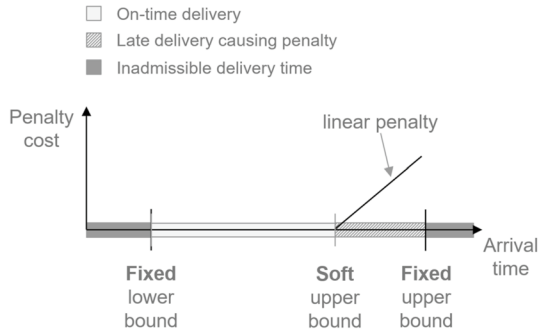 On-time delivery
Late delivery causing penalty
Inadmissible delivery time
Penalty
cost
linear penalty
Arrival
time
Fixed
lower
bound
Soft
upper
bound
Fixed
upper
bound